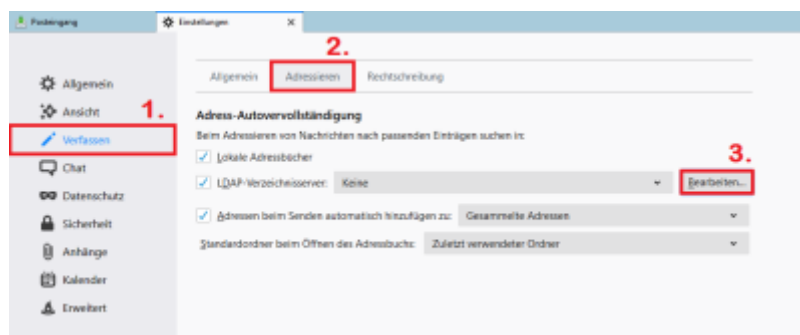 Posteingang
Einstellungen
2.
Allgemein Adressieren Rechtschreibung
Allgemein
Ansicht
1.
Verfassen
Chat
Datenschutz
Sicherheit
Anhänge
Kalender
Erweitert
Adress-Autovervollständigung
Beim Adressieren von Nachrichten nach passenden Einträgen suchen in:
Lokale Adressbücher
3.
LDAP-Verzeichnisserver: Keine Bearbeiten...
Adressen beim Senden automatisch hinzufügen zu: Gesammelte Adressen
Standardordner beim Öffnen des Adressbuchs: Zuletzt verwendeter Ordner